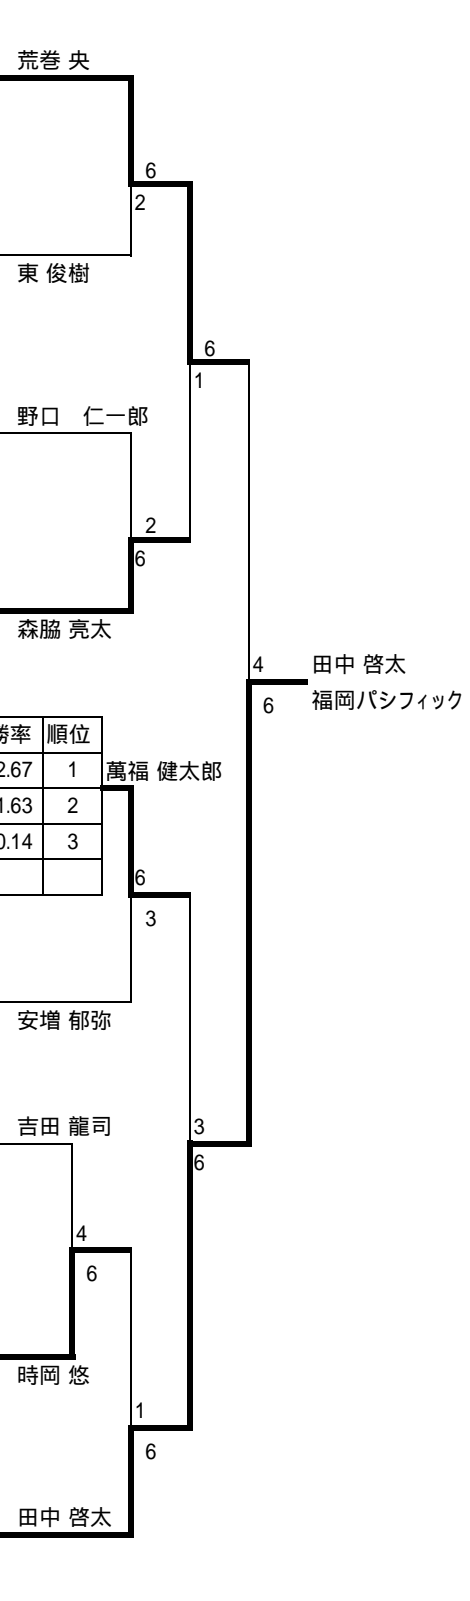 荒巻 央
6
2
東 俊樹
6
1
野口　仁一郎
2
6
森脇 亮太
4
田中 啓太
6
福岡パシフィック
勝率 順位
2.67 1
萬福 健太郎
1.63 2
0.14 3
6
3
安増 郁弥
吉田 龍司
3
6
4
6
時岡 悠
1
6
田中 啓太